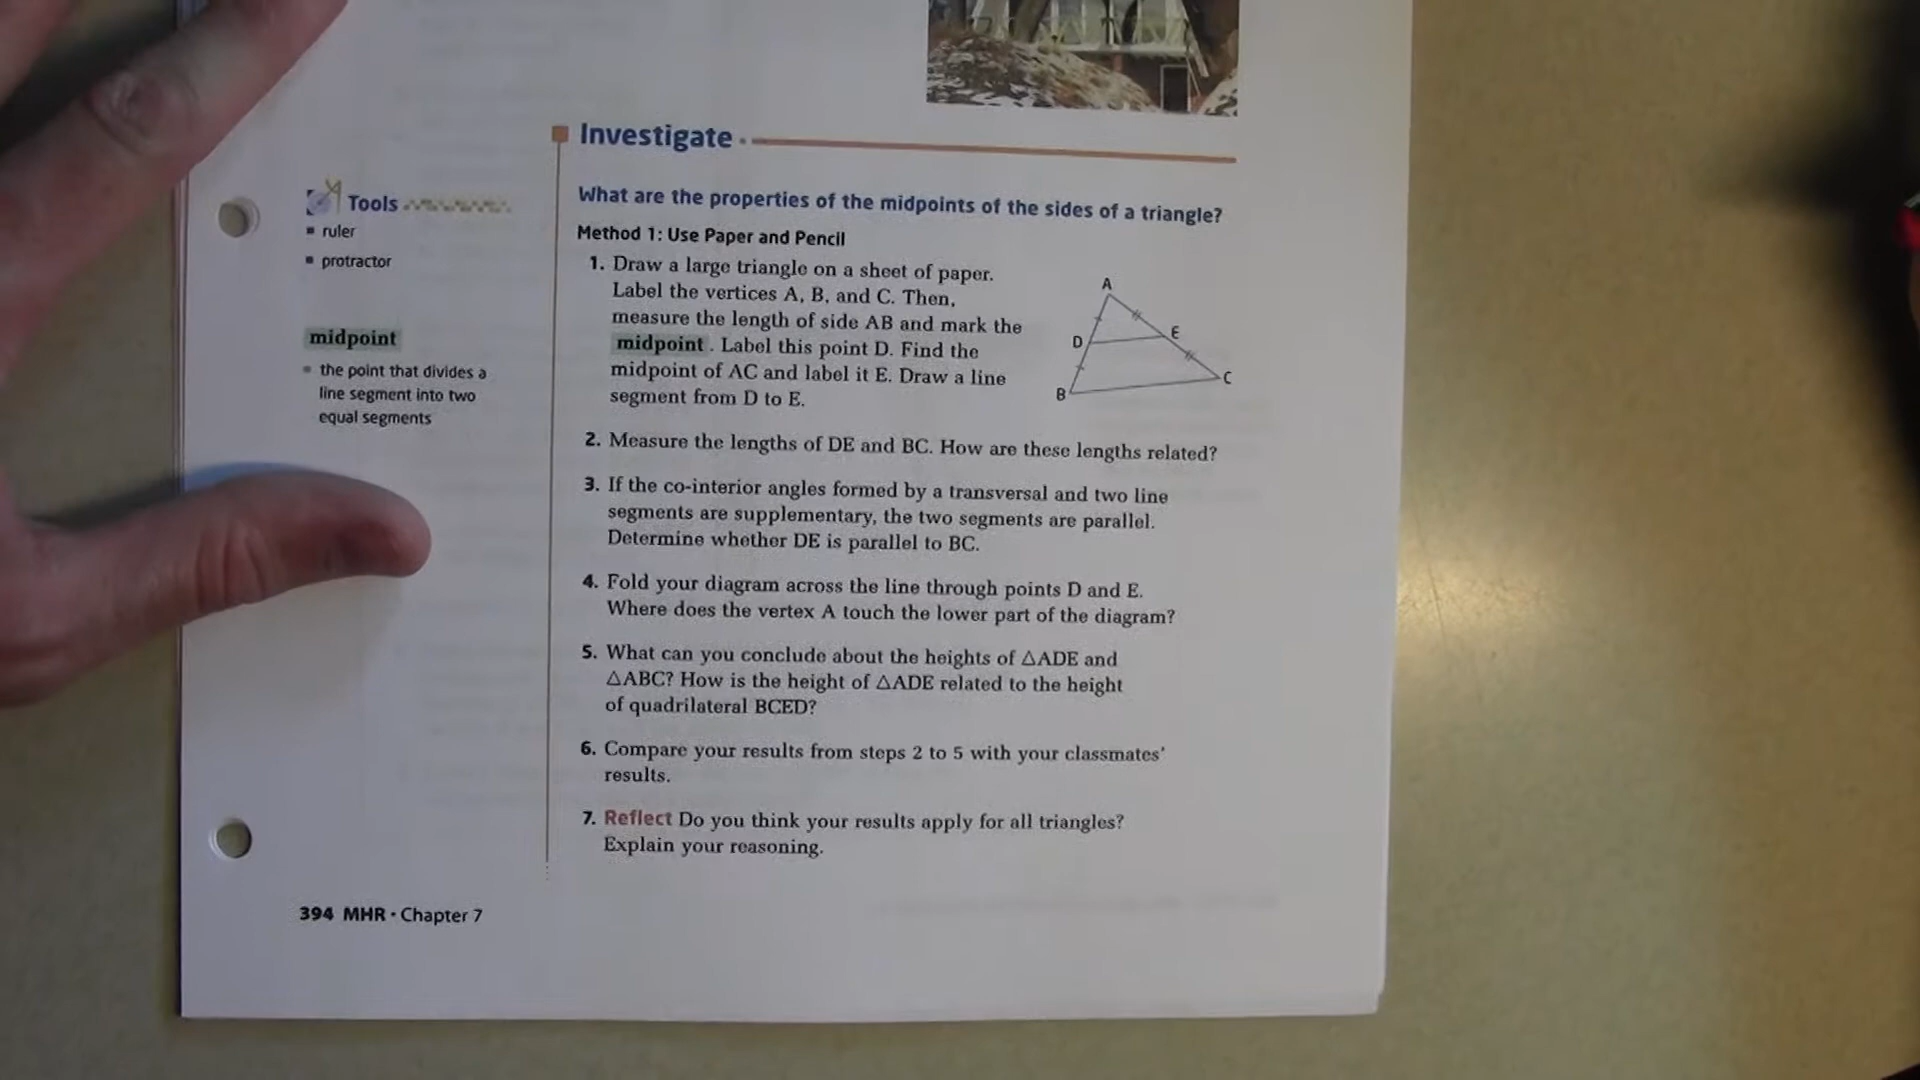 Investigate
Tools
ruler
protractor
midpoint
the point that divides a
line segment into two
equal segments
What are the properties of the midpoints of the sides of a triangle?
Method 1: Use Paper and Pencil
1. Draw a large triangle on a sheet of paper.
Label the vertices A, B, and C. Then,
measure the length of side AB and mark the
midpoint. Label this point D. Find the
midpoint of AC and label it E. Draw a line
segment from D to E.
A
D
E
B
C
2. Measure the lengths of DE and BC. How are these lengths related?
3. If the co-interior angles formed by a transversal and two line
segments are supplementary, the two segments are parallel.
Determine whether DE is parallel to BC.
4. Fold your diagram across the line through points D and E.
Where does the vertex A touch the lower part of the diagram?
5. What can you conclude about the heights of △ADE and
△ABC? How is the height of △ADE related to the height
of quadrilateral BCED?
6. Compare your results from steps 2 to 5 with your classmates'
results.
7. Reflect Do you think your results apply for all triangles?
Explain your reasoning.
394 MHR • Chapter 7